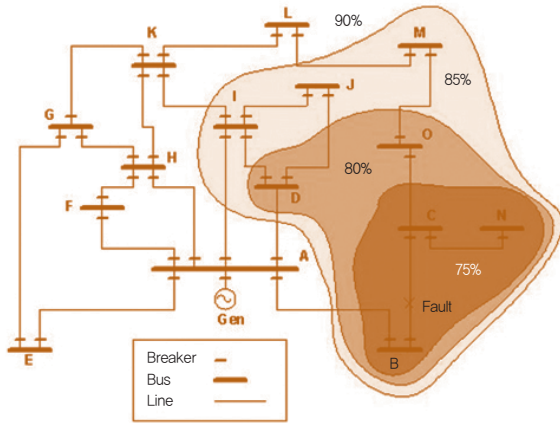 L
90%
K
M
J
85%
G
I
O
H
80%
D
F
C
N
A
75%
Gen
Fault
E
B
Breaker
Bus
Line